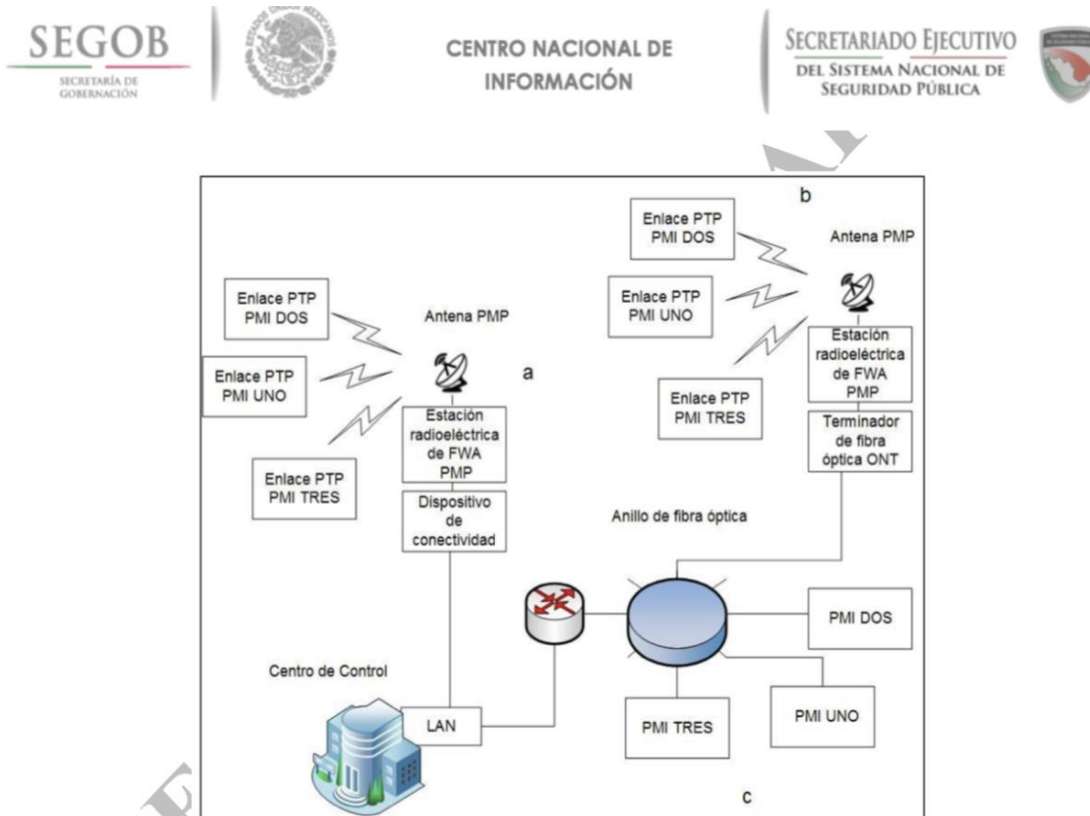 SEGOB
SECRETARÍA DE
GOBERNACIÓN
ESTADOS UNIDOS MEXICANOS
CENTRO NACIONAL DE
INFORMACIÓN
SECRETARIADO EJECUTIVO
DEL SISTEMA NACIONAL DE
SEGURIDAD PÚBLICA
b
Enlace PTP
PMI DOS
Antena PMP
Enlace PTP
PMI UNO
Enlace PTP
PMI TRES
Estación
radioeléctrica
de FWA
PMP
Terminador
de fibra
óptica ONT
Enlace PTP
PMI DOS
Antena PMP
a
Enlace PTP
PMI UNO
Enlace PTP
PMI TRES
Estación
radioeléctrica
de FWA
PMP
Dispositivo
de
conectividad
Anillo de fibra óptica
PMI DOS
PMI UNO
PMI TRES
Centro de Control
LAN
c